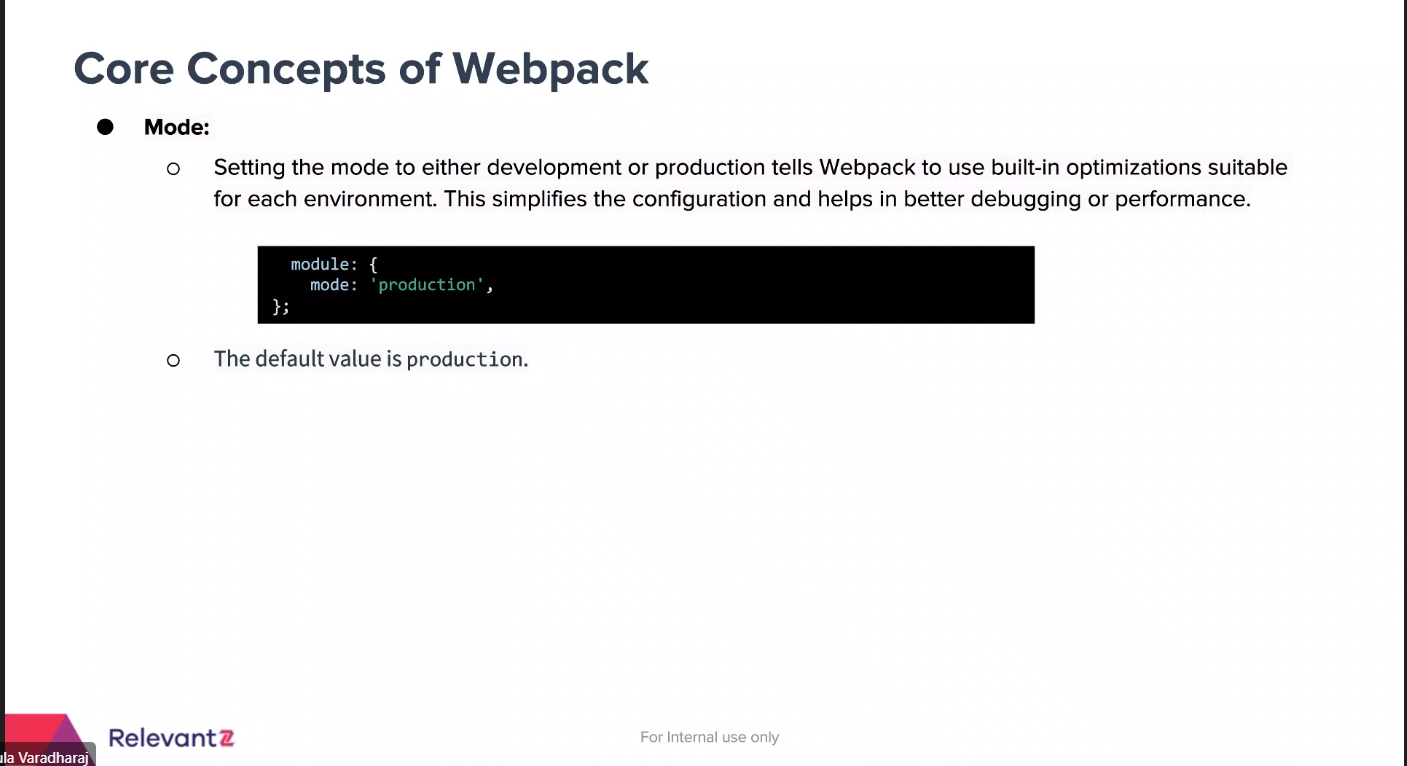 Core Concepts of Webpack
● Mode:
○ Setting the mode to either development or production tells Webpack to use built-in optimizations suitable
for each environment. This simplifies the configuration and helps in better debugging or performance.
module: {
mode: 'production',
};
○ The default value is production.
RelevantZ
For Internal use only
Varadharaj